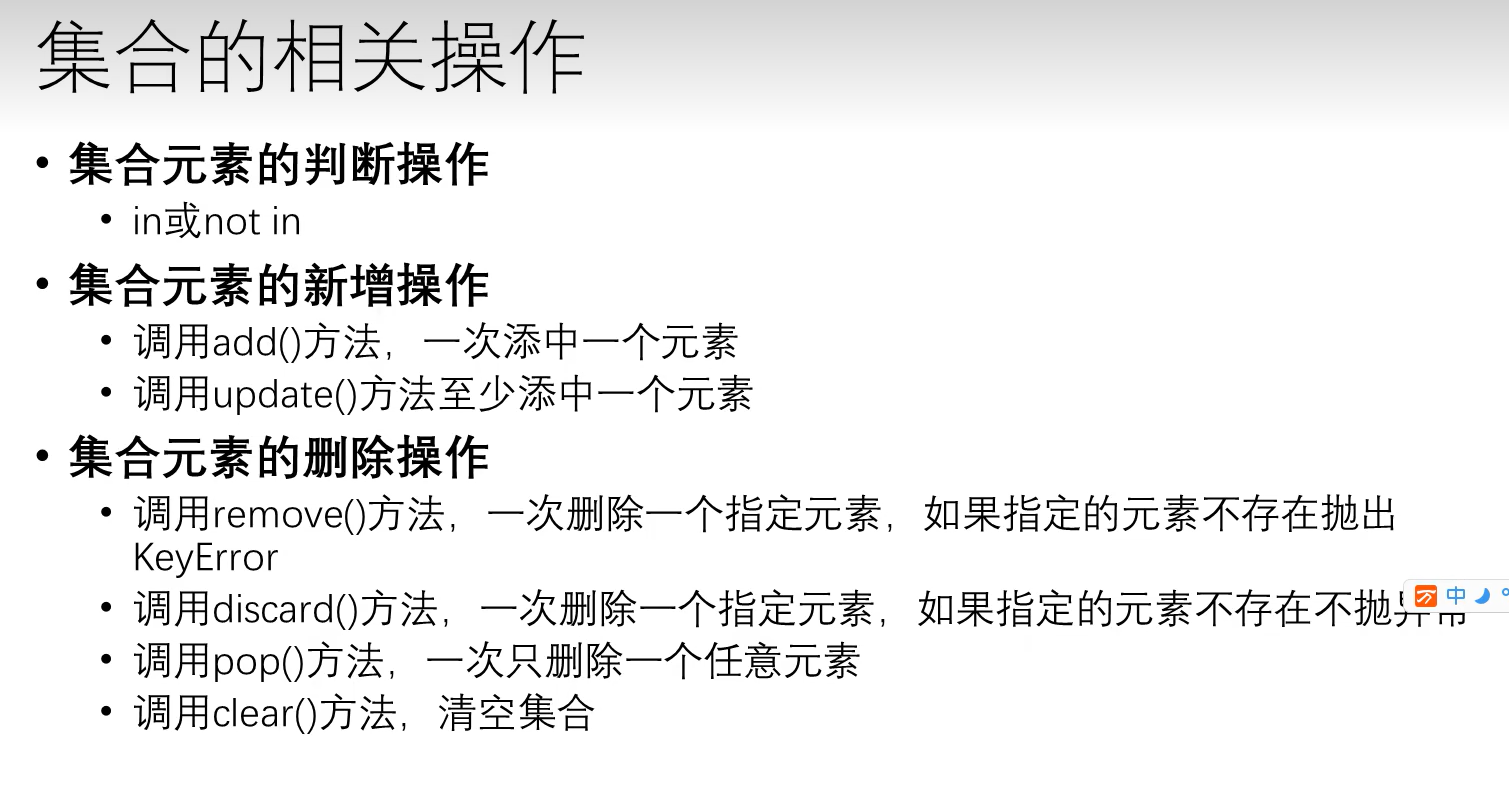 集合的相关操作
• 集合元素的判断操作
• in或not in
• 集合元素的新增操作
• 调用add()方法，一次添中一个元素
• 调用update()方法至少添中一个元素
• 集合元素的删除操作
• 调用remove()方法，一次删除一个指定元素，如果指定的元素不存在抛出
KeyError
• 调用discard()方法，一次删除一个指定元素，如果指定的元素不存在不抛异常
中
• 调用pop()方法，一次只删除一个任意元素
• 调用clear()方法，清空集合